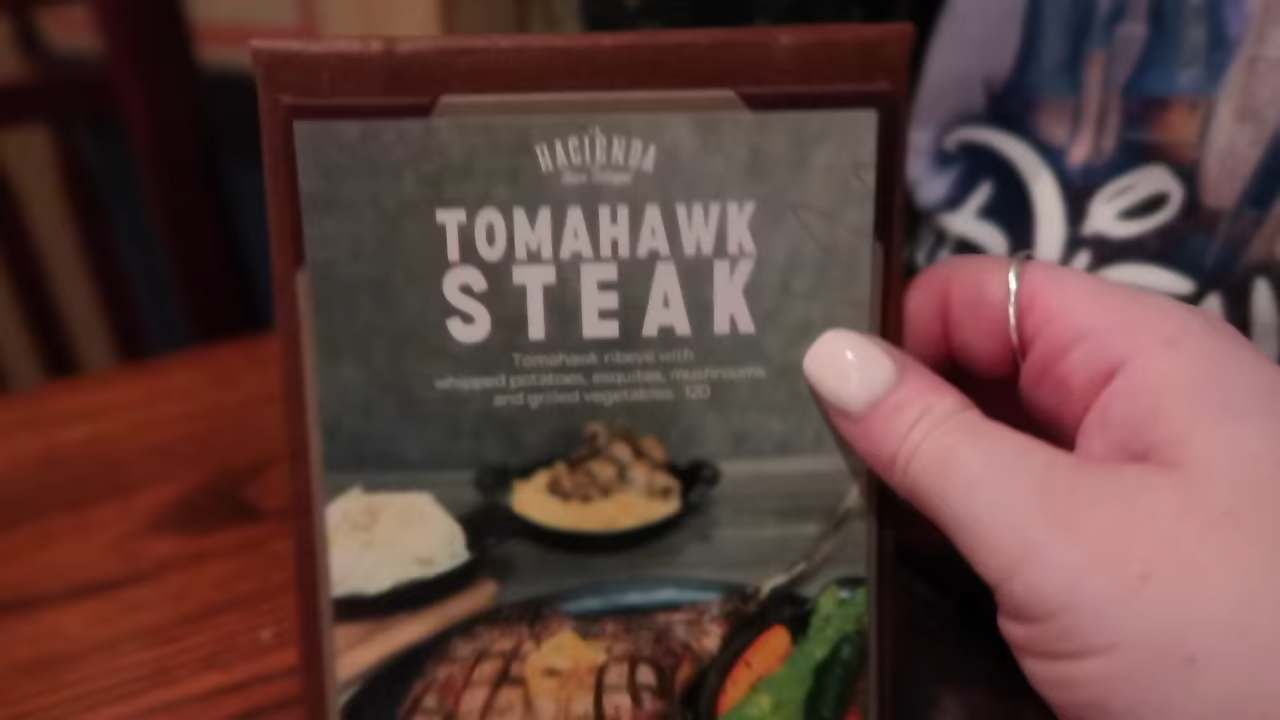 HACIENDA
TOMAHAWK
STEAK
Tomahawk ribeye with
whipped potatoes, esquites, mushrooms
and grilled vegetables 120